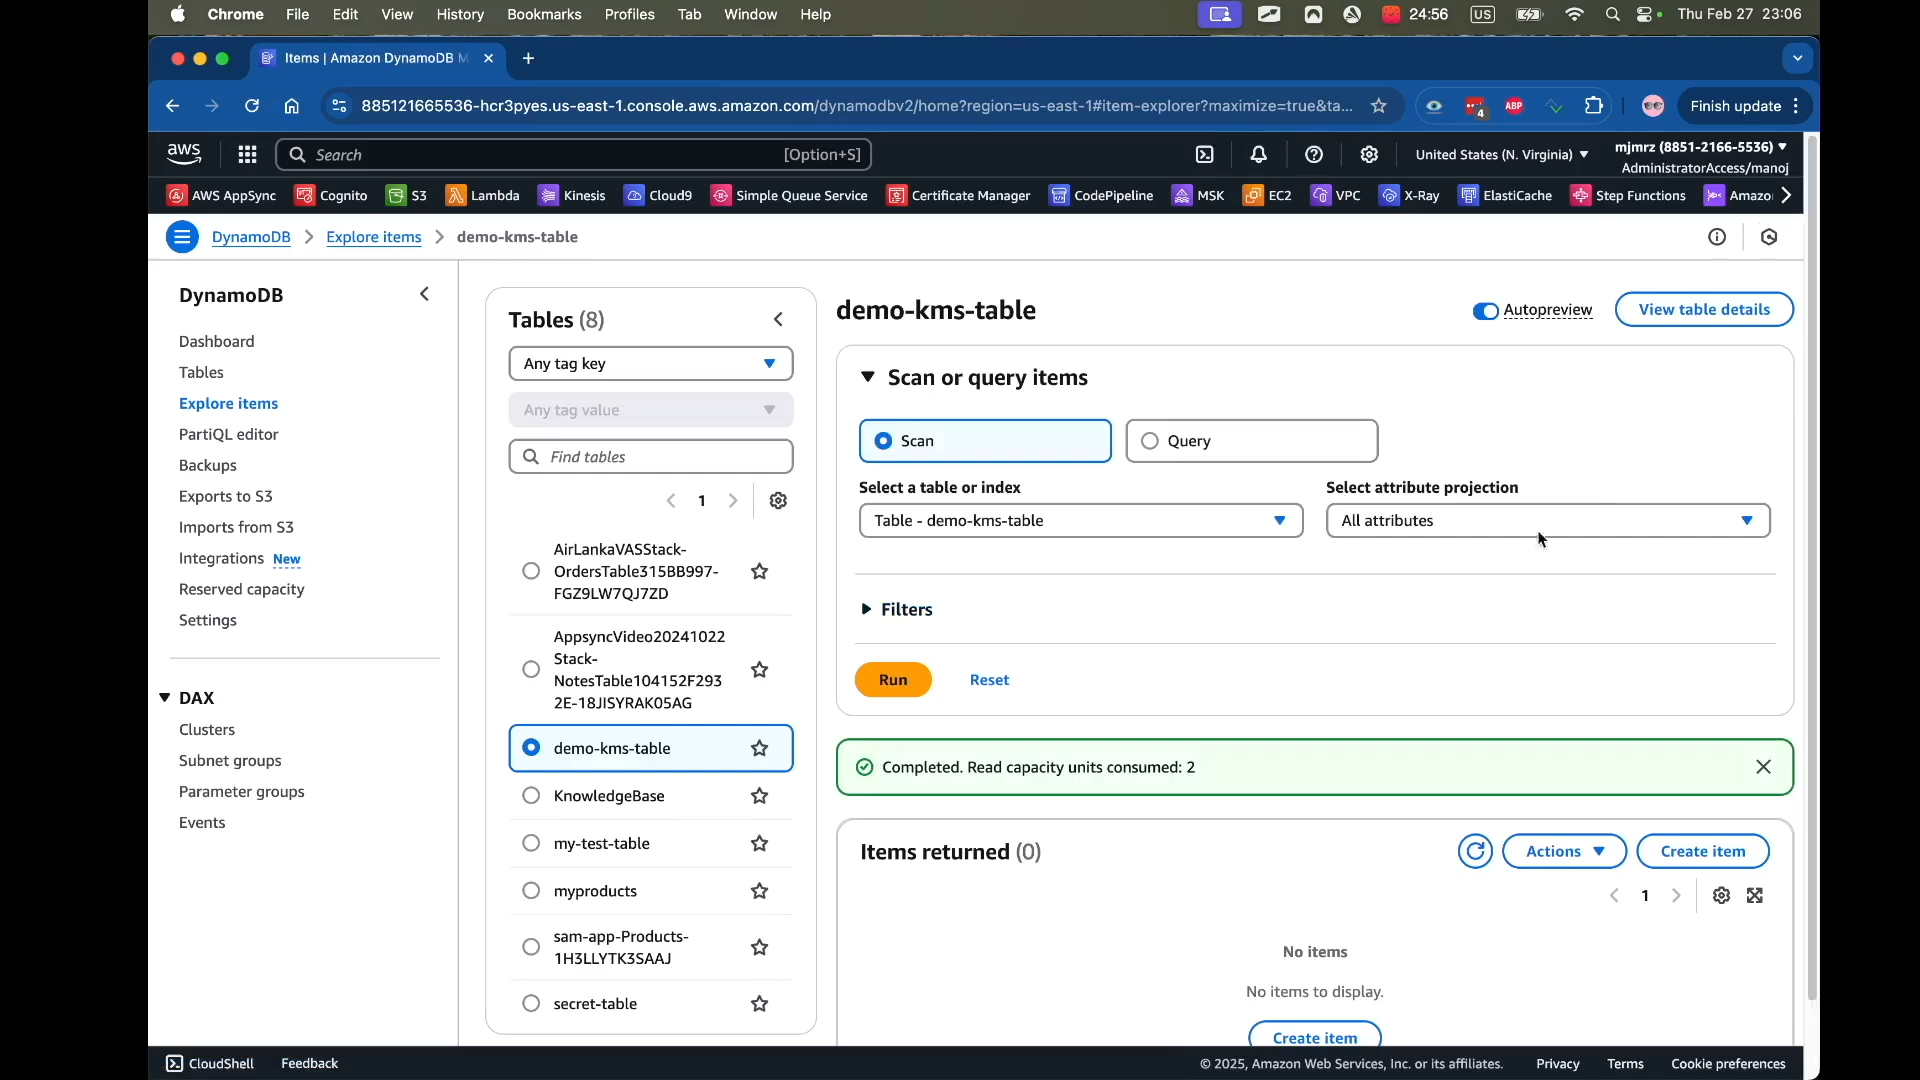 Chrome File Edit View History Bookmarks Profiles Tab Window Help 24:56 US Thu Feb 27 23:06
Items | Amazon DynamoDB M
885121665536-hcr3pyes.us-east-1.console.aws.amazon.com/dynamodbv2/home?region=us-east-1#item-explorer?maximize=true&ta...
4 ABP Finish update
aws Search [Option+S] United States (N. Virginia) mjmrz (8851-2166-5536)
AdministratorAccess/manoj
AWS AppSync Cognito S3 Lambda Kinesis Cloud9 Simple Queue Service Certificate Manager CodePipeline MSK EC2 VPC X-Ray ElastiCache Step Functions Amazo
DynamoDB Explore items demo-kms-table
DynamoDB
Dashboard
Tables
Explore items
PartiQL editor
Backups
Exports to S3
Imports from S3
Integrations New
Reserved capacity
Settings
DAX
Clusters
Subnet groups
Parameter groups
Events
Tables (8)
Any tag key
Any tag value
Find tables
1
AirLankaVASStack-
OrdersTable315BB997-
FGZ9LW7QJ7ZD
AppsyncVideo20241022
Stack-
NotesTable104152F293
2E-18JISYRAK05AG
demo-kms-table
KnowledgeBase
my-test-table
myproducts
sam-app-Products-
1H3LLYTK3SAAJ
secret-table
demo-kms-table
Autopreview View table details
Scan or query items
Scan Query
Select a table or index Select attribute projection
Table - demo-kms-table All attributes
Filters
Run Reset
Completed. Read capacity units consumed: 2
Items returned (0) Actions Create item
1
No items
No items to display.
Create item
CloudShell Feedback © 2025, Amazon Web Services, Inc. or its affiliates. Privacy Terms Cookie preferences